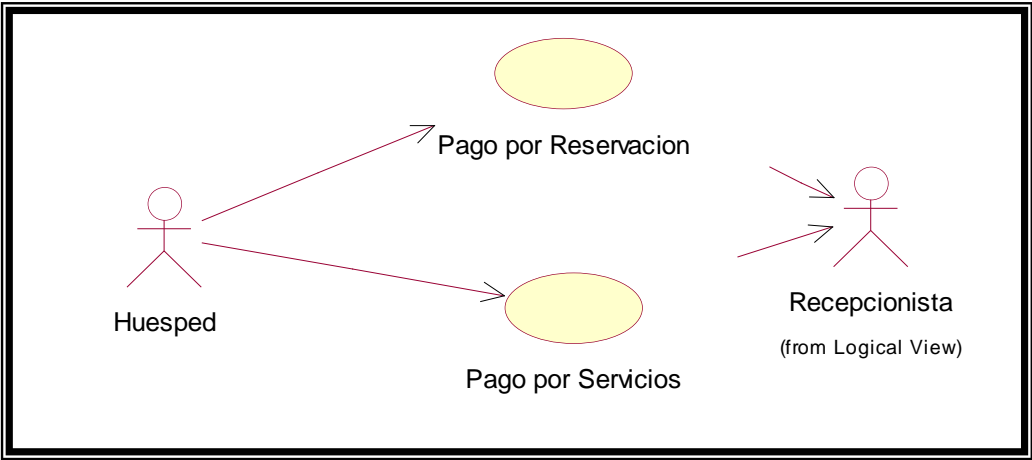 Pago por Reservacion
Huesped
Recepcionista
(from Logical View)
Pago por Servicios